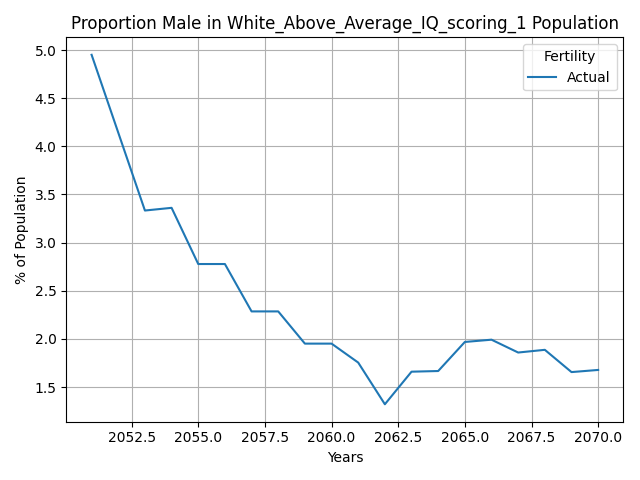 Proportion Male in White_Above_Average_IQ_scoring_1 Population
Fertility
Actual
% of Population
5.0
4.5
4.0
3.5
3.0
2.5
2.0
1.5
2052.5 2055.0 2057.5 2060.0 2062.5 2065.0 2067.5 2070.0
Years